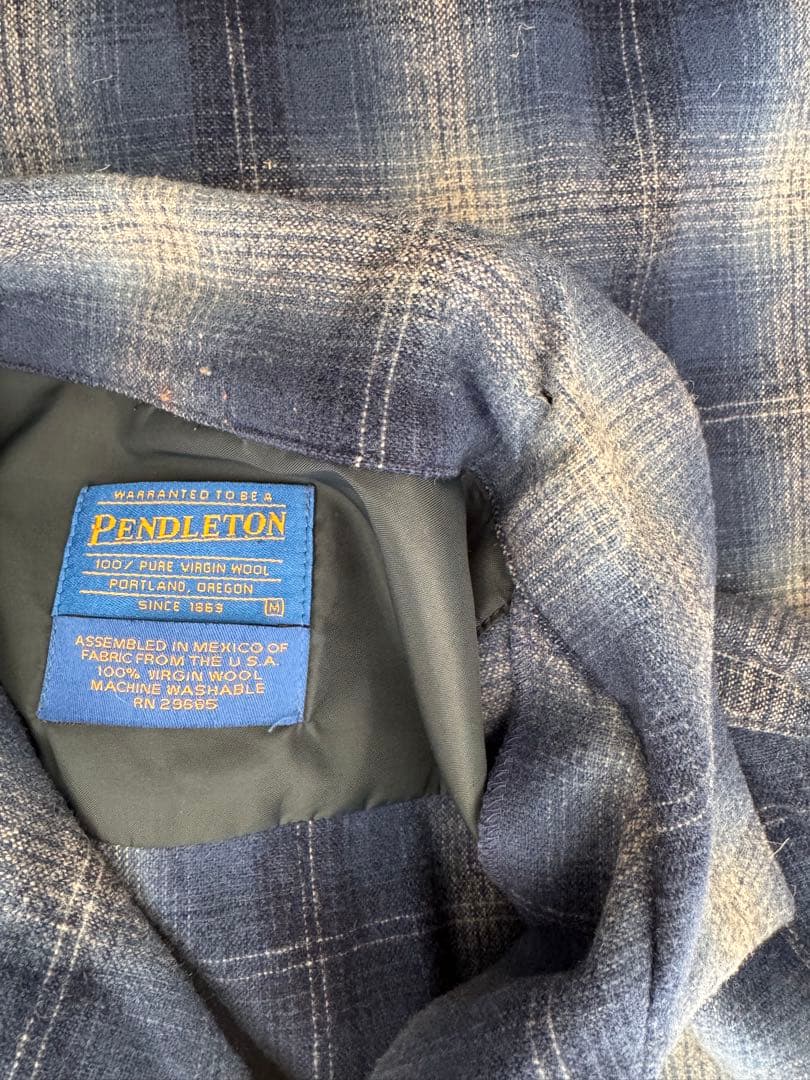 WARRANTED TO BE A
PENDLETON
100% PURE VIRGIN WOOL
PORTLAND, OREGON
SINCE 1863 M
ASSEMBLED IN MEXICO OF
FABRIC FROM THE U.S.A.
100% VIRGIN WOOL
MACHINE WASHABLE
RN 29685